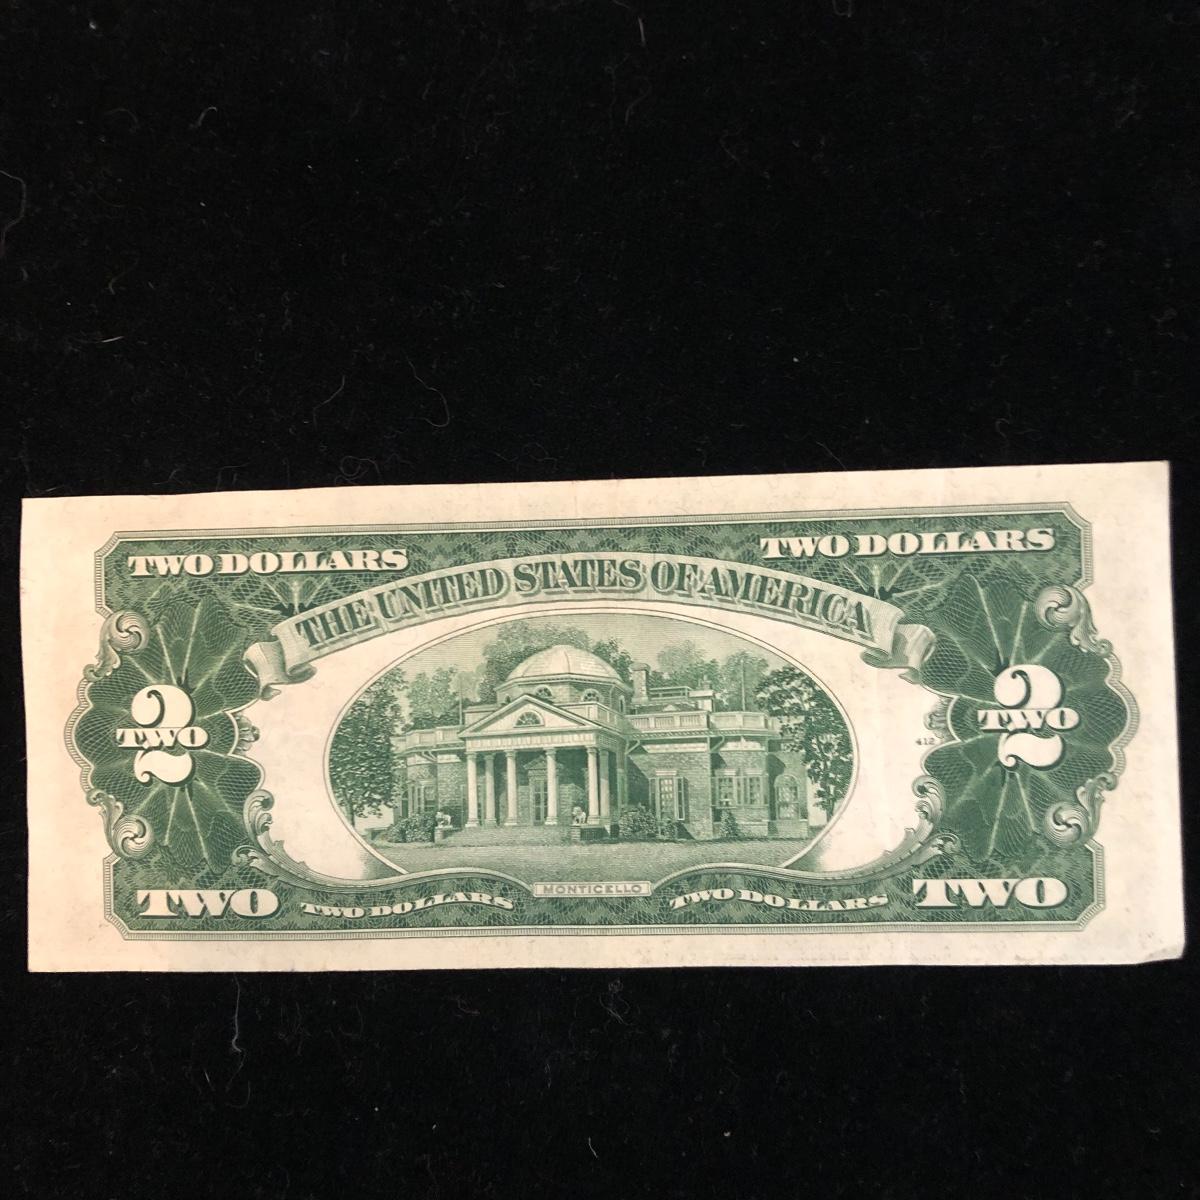 TWO DOLLARS TWO DOLLARS
THE UNITED STATES OF AMERICA
2 TWO
2 TWO
412
MONTICELLO
TWO TWO DOLLARS TWO DOLLARS TWO